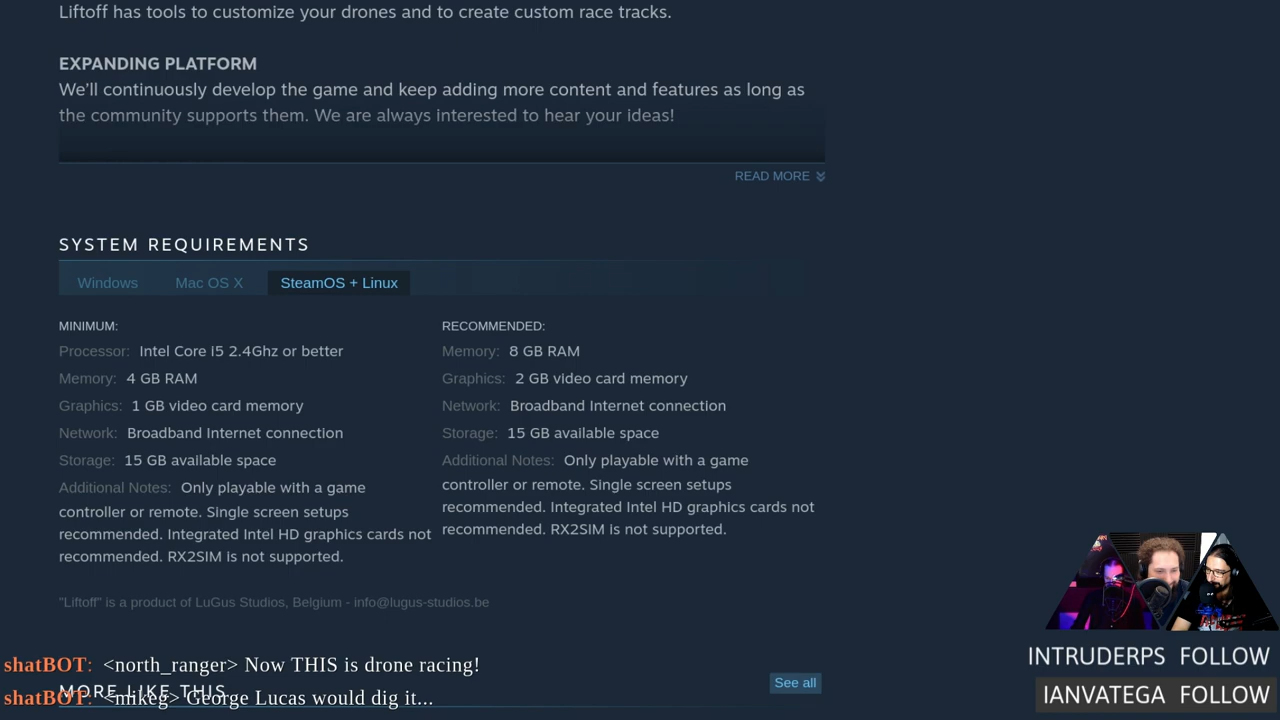 Liftoff has tools to customize your drones and to create custom race tracks.
EXPANDING PLATFORM
We'll continuously develop the game and keep adding more content and features as long as
the community supports them. We are always interested to hear your ideas!
READ MORE
SYSTEM REQUIREMENTS
Windows Mac OS X SteamOS + Linux
MINIMUM:
Processor: Intel Core i5 2.4Ghz or better
Memory: 4 GB RAM
Graphics: 1 GB video card memory
Network: Broadband Internet connection
Storage: 15 GB available space
Additional Notes: Only playable with a game
controller or remote. Single screen setups
recommended. Integrated Intel HD graphics cards not
recommended. RX2SIM is not supported.
RECOMMENDED:
Memory: 8 GB RAM
Graphics: 2 GB video card memory
Network: Broadband Internet connection
Storage: 15 GB available space
Additional Notes: Only playable with a game
controller or remote. Single screen setups
recommended. Integrated Intel HD graphics cards not
recommended. RX2SIM is not supported.
"Liftoff" is a product of LuGus Studios, Belgium - info@lugus-studios.be
shatBOT: <north_ranger> Now THIS is drone racing!
MORE LIKE THIS
See all
shatBOT: <mikeg> George Lucas would dig it...
INTRUDERPS FOLLOW
IANVATEGA FOLLOW